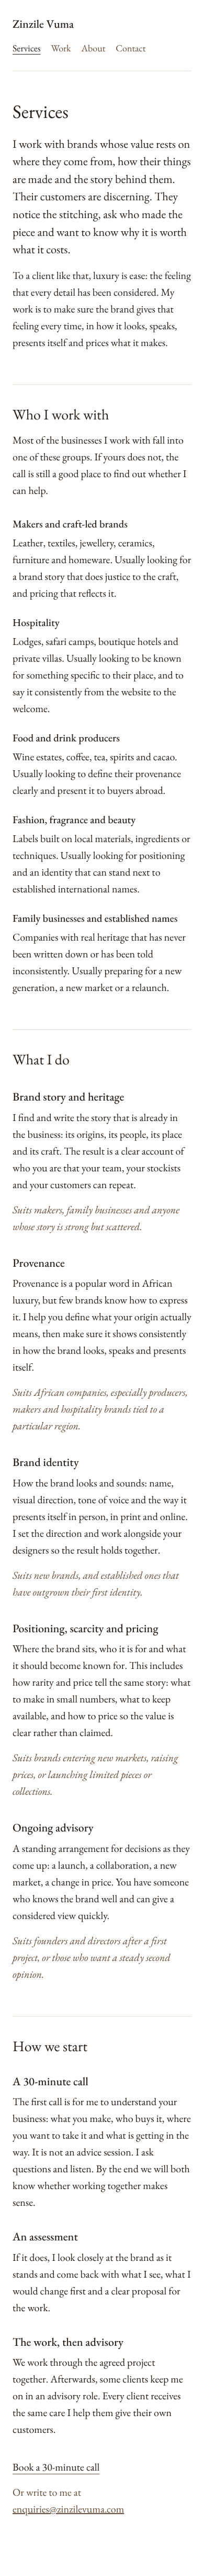 Zinzile Vuma
Services Work About Contact
Services
I work with brands whose value rests on
where they come from, how their things
are made and the story behind them.
Their customers are discerning. They
notice the stitching, ask who made the
piece and want to know why it is worth
what it costs.
To a client like that, luxury is ease: the feeling
that every detail has been considered. My
work is to make sure the brand gives that
feeling every time, in how it looks, speaks,
presents itself and prices what it makes.
Who I work with
Most of the businesses I work with fall into
one of these groups. If yours does not, the
call is still a good place to find out whether I
can help.
Makers and craft-led brands
Leather, textiles, jewellery, ceramics,
furniture and homeware. Usually looking for
a brand story that does justice to the craft,
and pricing that reflects it.
Hospitality
Lodges, safari camps, boutique hotels and
private villas. Usually looking to be known
for something specific to their place, and to
say it consistently from the website to the
welcome.
Food and drink producers
Wine estates, coffee, tea, spirits and cacao.
Usually looking to define their provenance
clearly and present it to buyers abroad.
Fashion, fragrance and beauty
Labels built on local materials, ingredients or
techniques. Usually looking for positioning
and an identity that can stand next to
established international names.
Family businesses and established names
Companies with real heritage that has never
been written down or has been told
inconsistently. Usually preparing for a new
generation, a new market or a relaunch.
What I do
Brand story and heritage
I find and write the story that is already in
the business: its origins, its people, its place
and its craft. The result is a clear account of
who you are that your team, your stockists
and your customers can repeat.
Suits makers, family businesses and anyone
whose story is strong but scattered.
Provenance
Provenance is a popular word in African
luxury, but few brands know how to express
it. I help you define what your origin actually
means, then make sure it shows consistently
in how the brand looks, speaks and presents
itself.
Suits African companies, especially producers,
makers and hospitality brands tied to a
particular region.
Brand identity
How the brand looks and sounds: name,
visual direction, tone of voice and the way it
presents itself in person, in print and online.
I set the direction and work alongside your
designers so the result holds together.
Suits new brands, and established ones that
have outgrown their first identity.
Positioning, scarcity and pricing
Where the brand sits, who it is for and what
it should become known for. This includes
how rarity and price tell the same story: what
to make in small numbers, what to keep
available, and how to price so the value is
clear rather than claimed.
Suits brands entering new markets, raising
prices, or launching limited pieces or
collections.
Ongoing advisory
A standing arrangement for decisions as they
come up: a launch, a collaboration, a new
market, a change in price. You have someone
who knows the brand well and can give a
considered view quickly.
Suits founders and directors after a first
project, or those who want a steady second
opinion.
How we start
A 30-minute call
The first call is for me to understand your
business: what you make, who buys it, where
you want to take it and what is getting in the
way. It is not an advice session. I ask
questions and listen. By the end we will both
know whether working together makes
sense.
An assessment
If it does, I look closely at the brand as it
stands and come back with what I see, what I
would change first and a clear proposal for
the work.
The work, then advisory
We work through the agreed project
together. Afterwards, some clients keep me
on in an advisory role. Every client receives
the same care I help them give their own
customers.
Book a 30-minute call
Or write to me at
enquiries@zinzilevuma.com